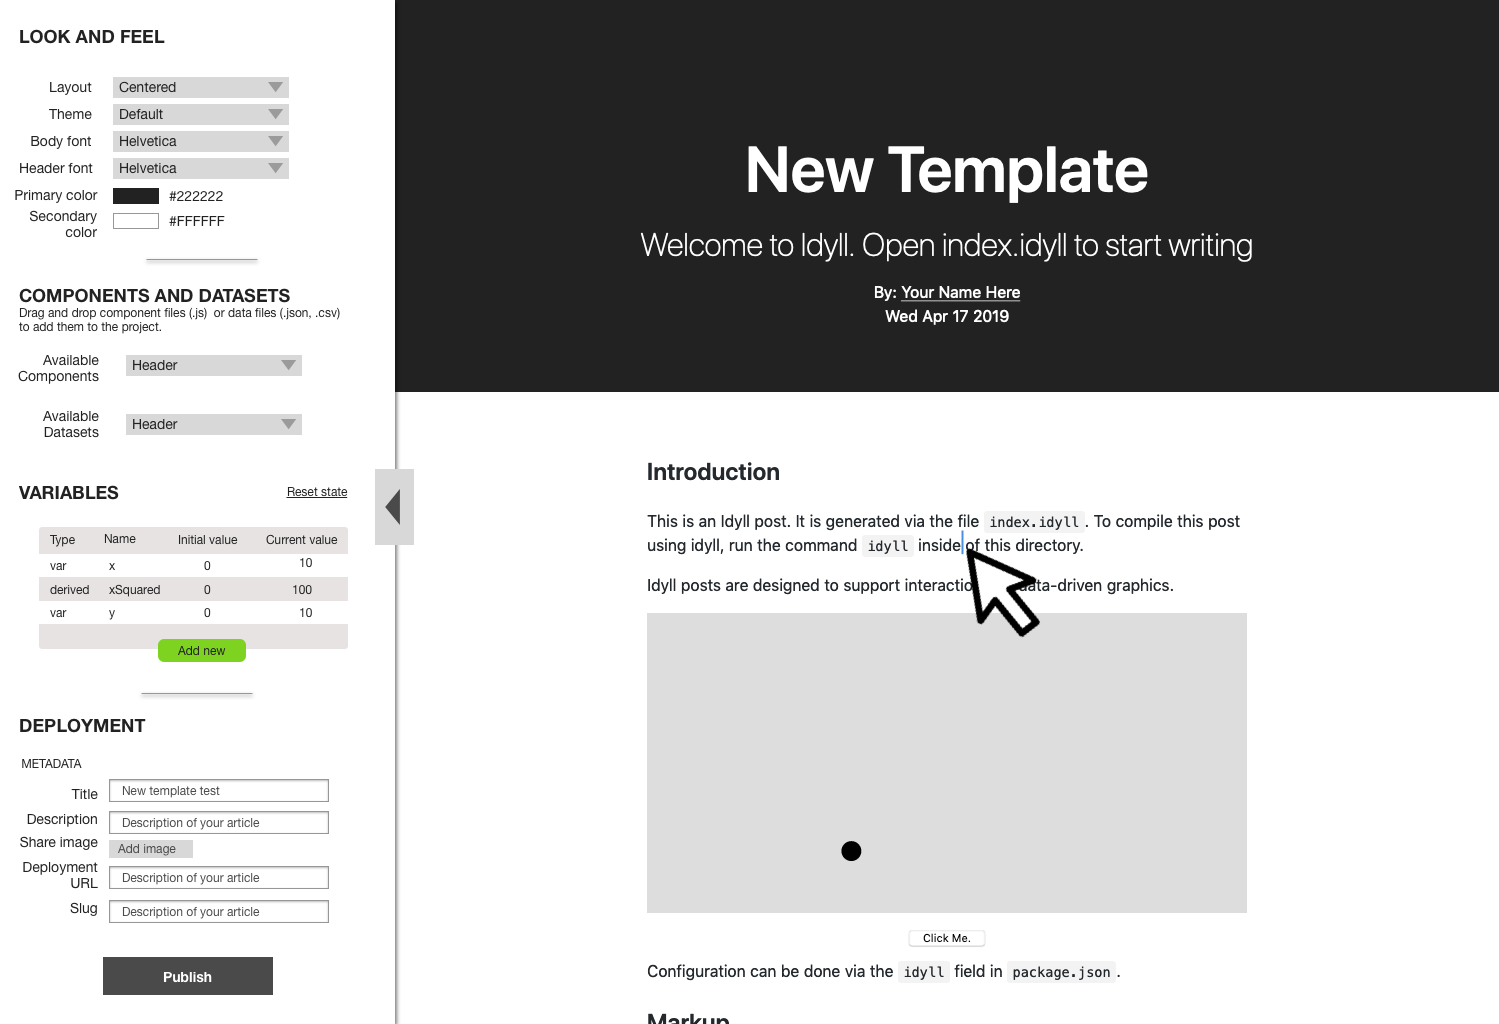 LOOK AND FEEL
Layout Centered
Theme Default
Body font Helvetica
Header font Helvetica
Primary color #222222
Secondary
color #FFFFFF
COMPONENTS AND DATASETS
Drag and drop component files (.js) or data files (.json, .csv)
to add them to the project.
Available
Components Header
Available
Datasets Header
VARIABLES Reset state
Type Name Initial value Current value
var x 0 10
derived xSquared 0 100
var y 0 10
Add new
DEPLOYMENT
METADATA
Title New template test
Description Description of your article
Share image Add image
Deployment
URL Description of your article
Slug Description of your article
Publish
New Template
Welcome to Idyll. Open index.idyll to start writing
By: Your Name Here
Wed Apr 17 2019
Introduction
This is an Idyll post. It is generated via the file index.idyll. To compile this post
using idyll, run the command idyll inside of this directory.
Idyll posts are designed to support data-driven graphics.
Click Me.
Configuration can be done via the idyll field in package.json.
Markup